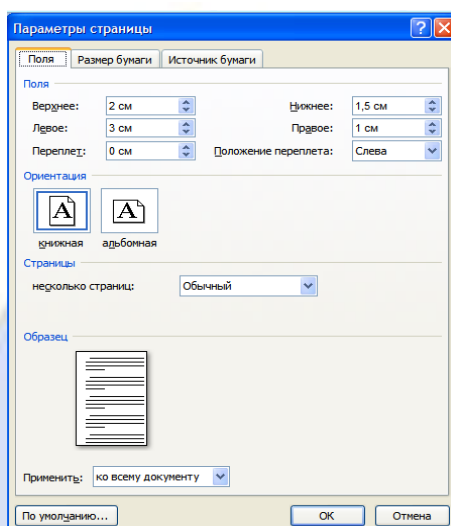 Параметры страницы
Поля Размер бумаги Источник бумаги
Поля
Верхнее: 2 см Нижнее: 1,5 см
Левое: 3 см Правое: 1 см
Переплет: 0 см Положение переплета: Слева
Ориентация
A A
книжная альбомная
Страницы
несколько страниц: Обычный
Образец
Применить: ко всему документу
По умолчанию... ОК Отмена